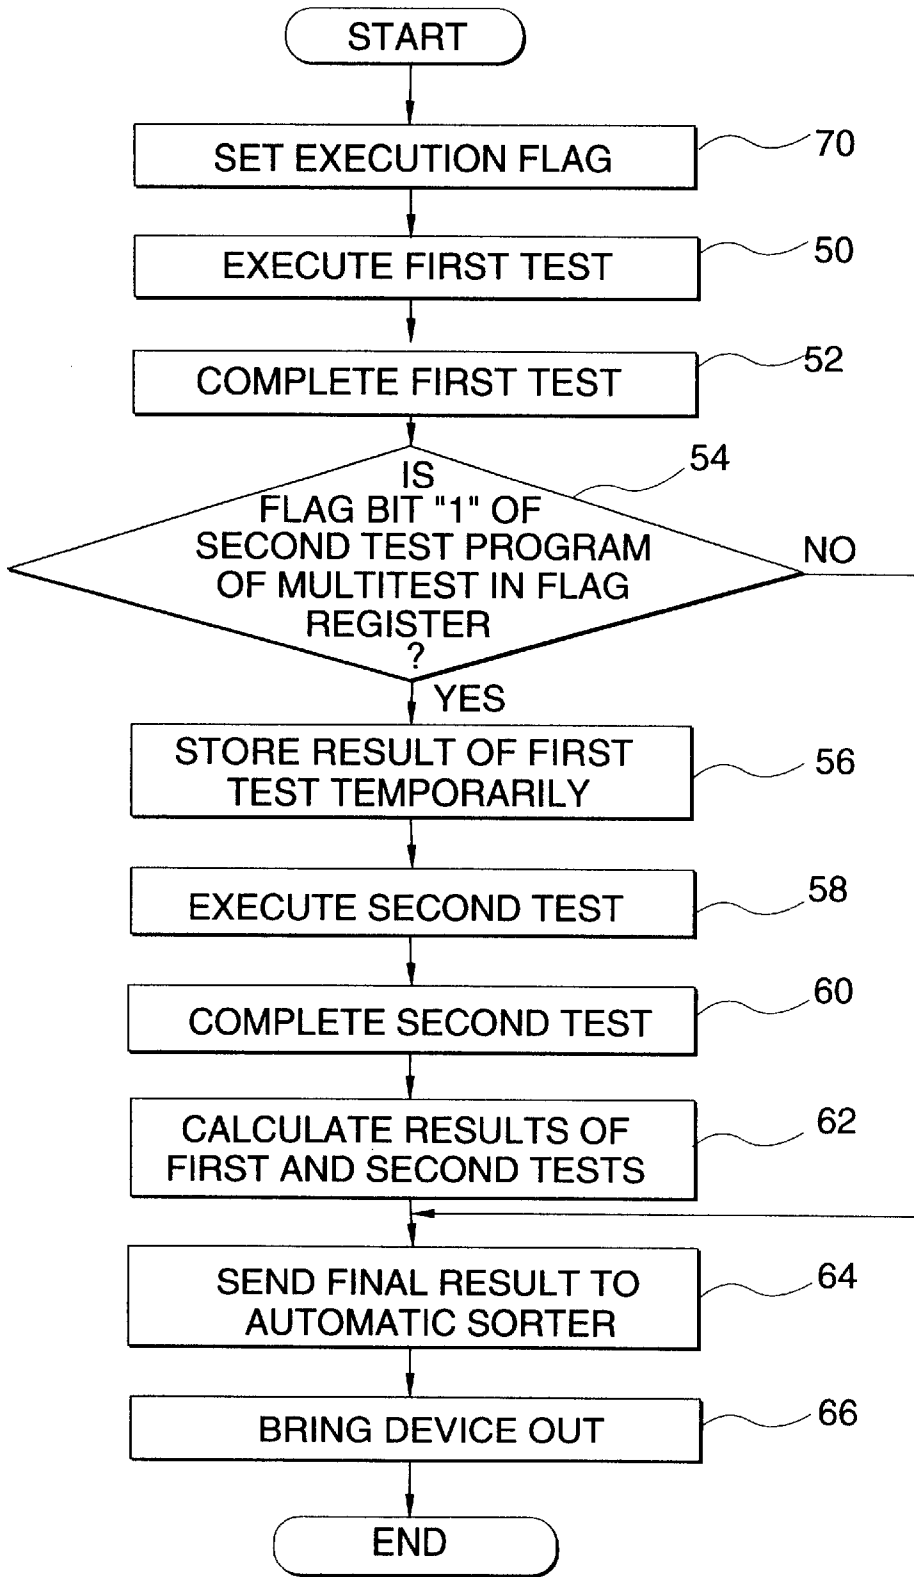 START
SET EXECUTION FLAG
70
EXECUTE FIRST TEST
50
COMPLETE FIRST TEST
52
54
IS
FLAG BIT "1" OF
SECOND TEST PROGRAM
OF MULTITEST IN FLAG
REGISTER
?
NO
YES
STORE RESULT OF FIRST
TEST TEMPORARILY
56
EXECUTE SECOND TEST
58
COMPLETE SECOND TEST
60
CALCULATE RESULTS OF
FIRST AND SECOND TESTS
62
SEND FINAL RESULT TO
AUTOMATIC SORTER
64
BRING DEVICE OUT
66
END